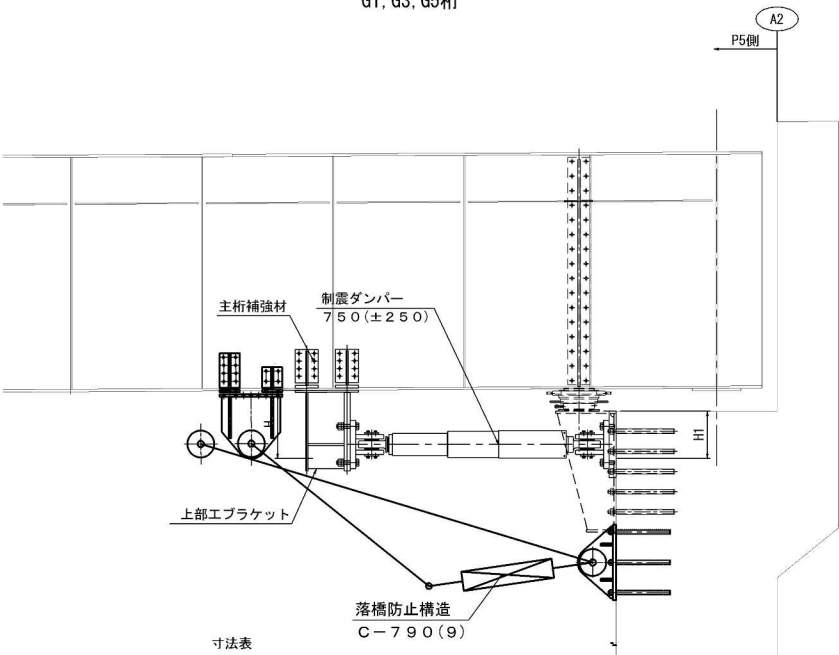 G1, G3, G5桁
A2
P5側
主桁補強材
制震ダンパー
750(±250)
H
H1
上部エブラケット
落橋防止構造
C-790(9)
寸法表